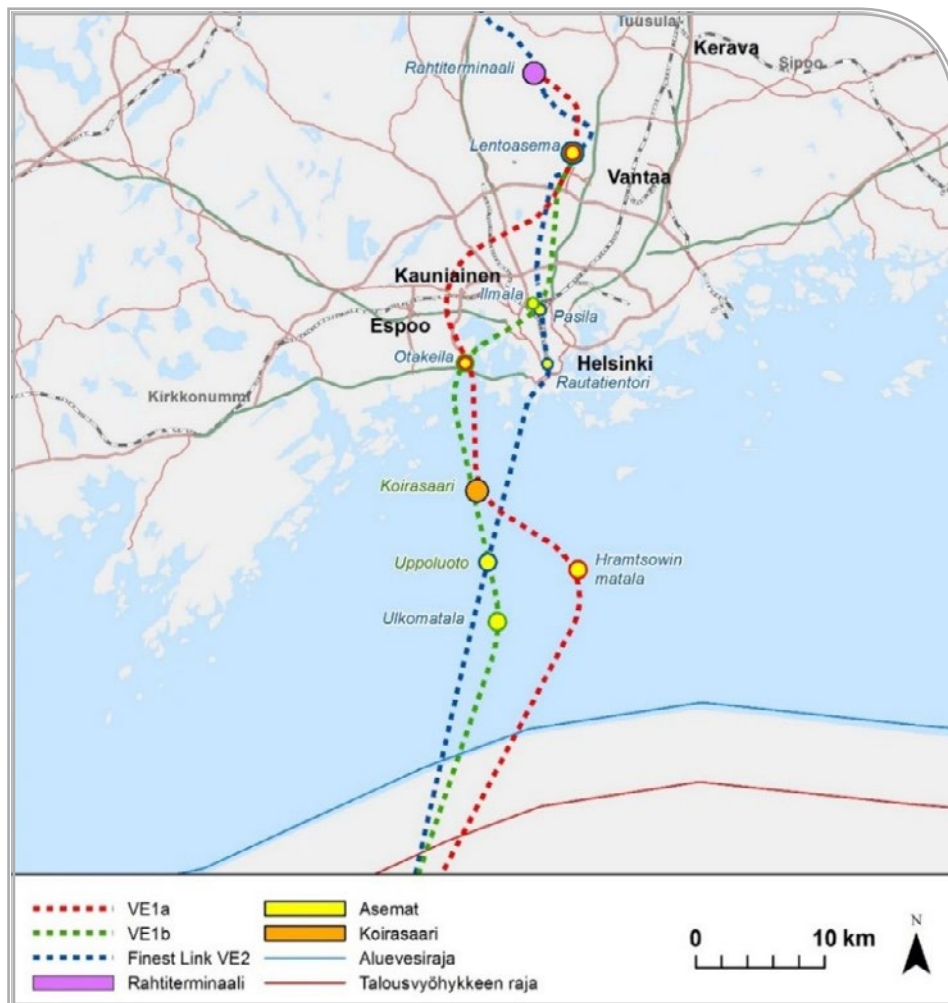 Tuusula
Kerava
Sipoo
Rahtiterminaali
Lentoasema
Vantaa
Kauniainen
Ilmala
Pasila
Espoo
Otakeila
Helsinki
Rautatientori
Kirkkonummi
Koirasaari
Uppoluoto
Hramtsowin
matala
Ulkomatala
VE1a
VE1b
Finest Link VE2
Rahtiterminaali
Asemat
Koirasaari
Aluevesiraja
Talousvyöhykkeen raja
0 10 km
N